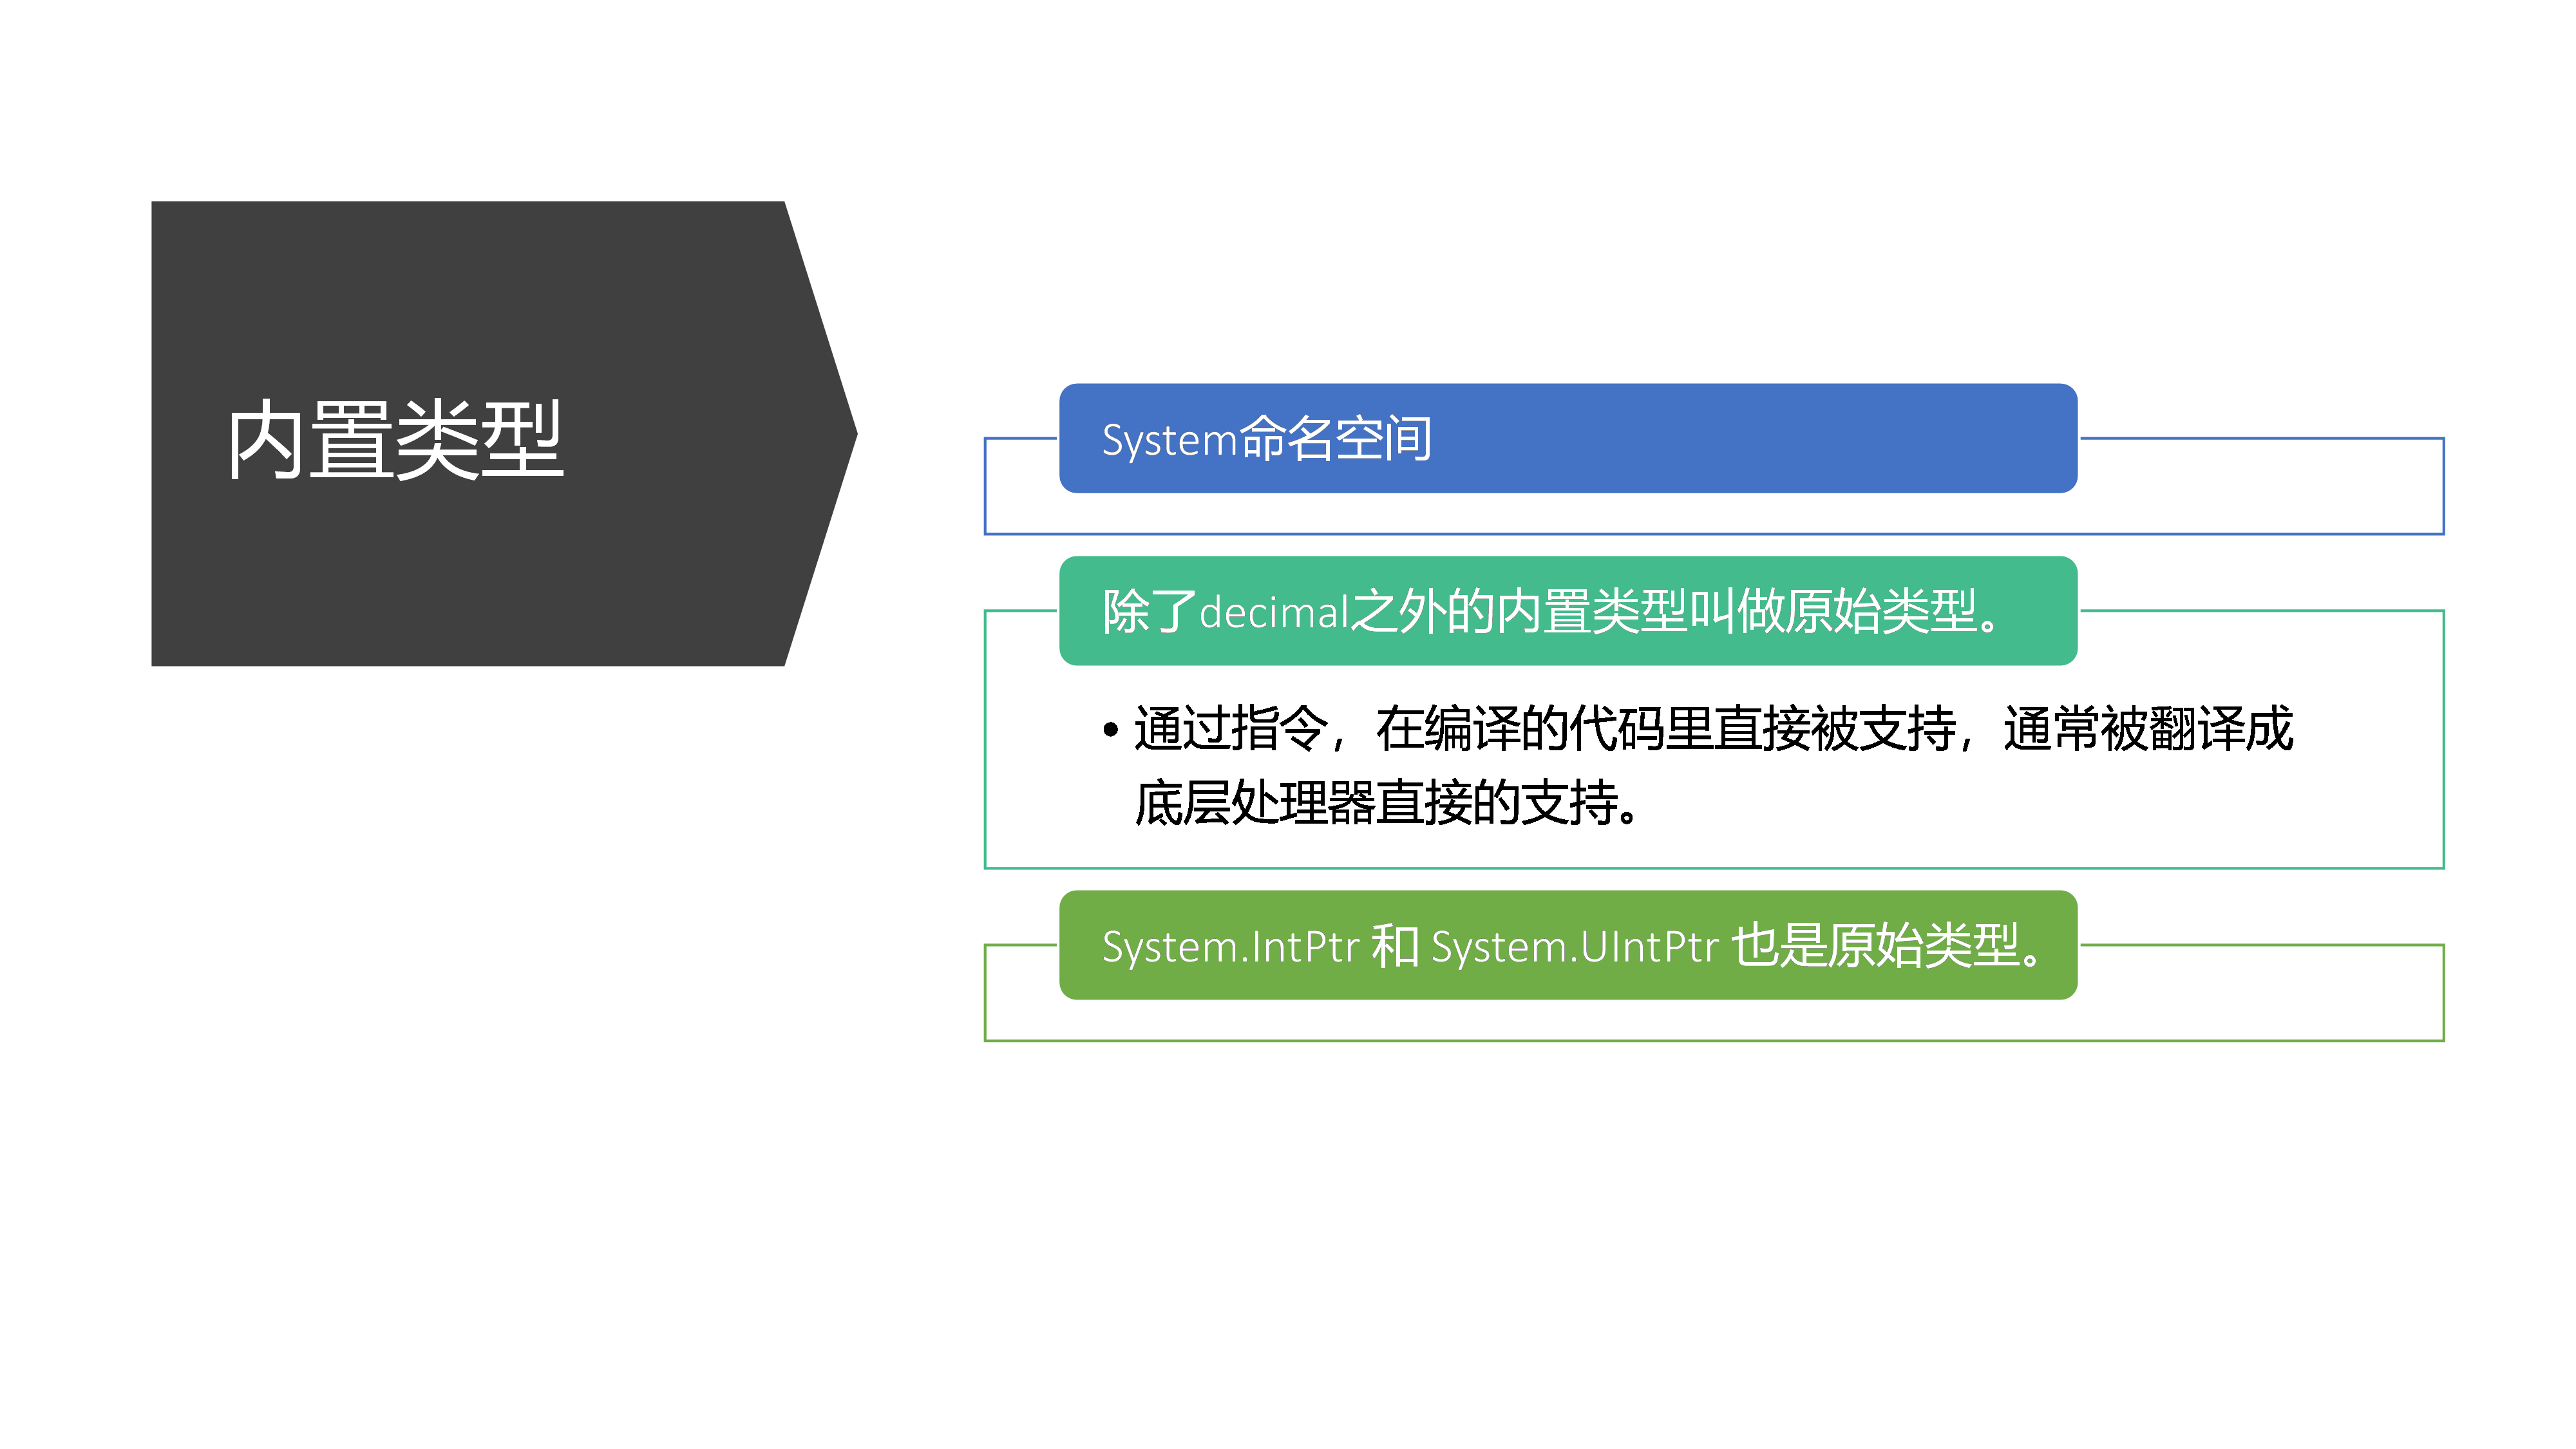 内置类型
System命名空间
除了decimal之外的内置类型叫做原始类型。
• 通过指令，在编译的代码里直接被支持，通常被翻译成
底层处理器直接的支持。
System.IntPtr 和 System.UIntPtr 也是原始类型。